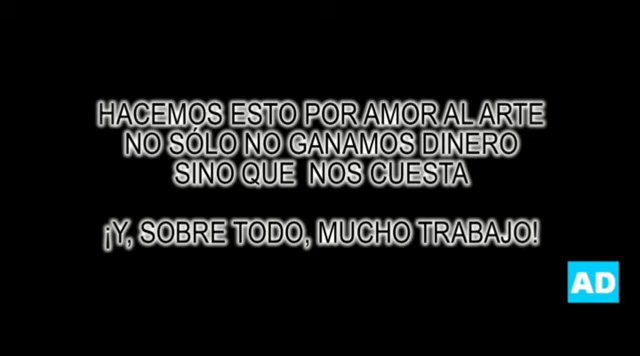 HACEMOS ESTO POR AMOR AL ARTE
NO SÓLO NO GANAMOS DINERO
SINO QUE NOS CUESTA
¡Y, SOBRE TODO, MUCHO TRABAJO!
AD